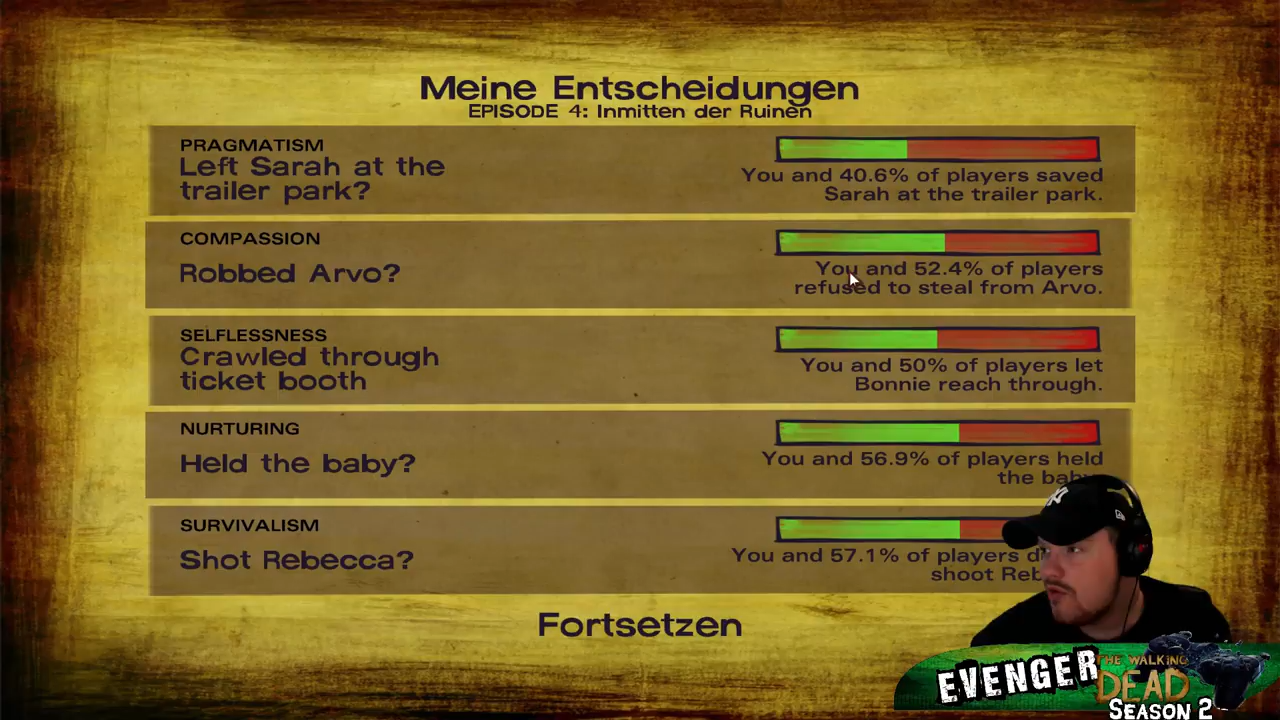 Meine Entscheidungen
EPISODE 4: Inmitten der Ruinen
PRAGMATISM
Left Sarah at the
trailer park?
You and 40.6% of players saved
Sarah at the trailer park.
COMPASSION
Robbed Arvo?
You and 52.4% of players
refused to steal from Arvo.
SELFLESSNESS
Crawled through
ticket booth
You and 50% of players let
Bonnie reach through.
NURTURING
Held the baby?
You and 56.9% of players held
the baby.
SURVIVALISM
Shot Rebecca?
You and 57.1% of players
shoot
Fortsetzen
EVENGER
THE WALKING
DEAD
SEASON 2